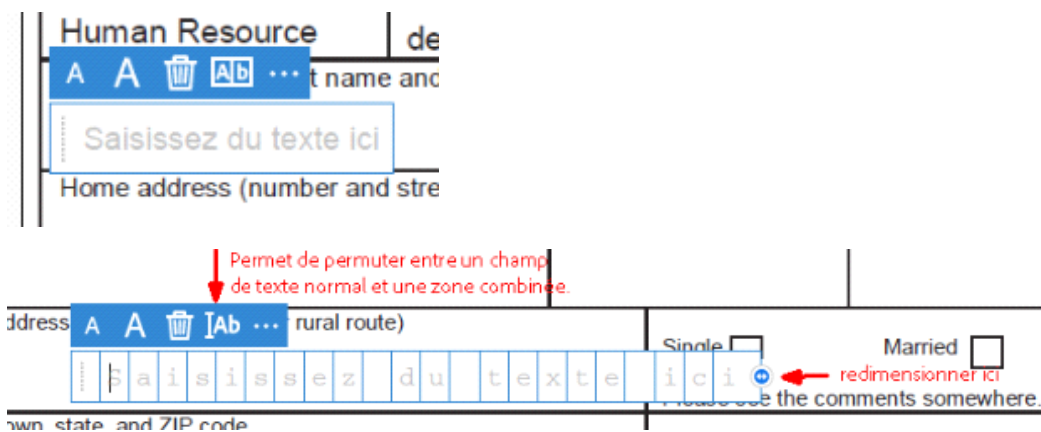 Human Resource de
A A Ab ... t name and
Saisissez du texte ici
Home address (number and stre
Permet de permuter entre un champ
de texte normal et une zone combinée.
ddress A A Ab ... rural route)
Single Married
Saisissez du texte ici redimensionner ici
the comments somewhere.
own, state, and ZIP code